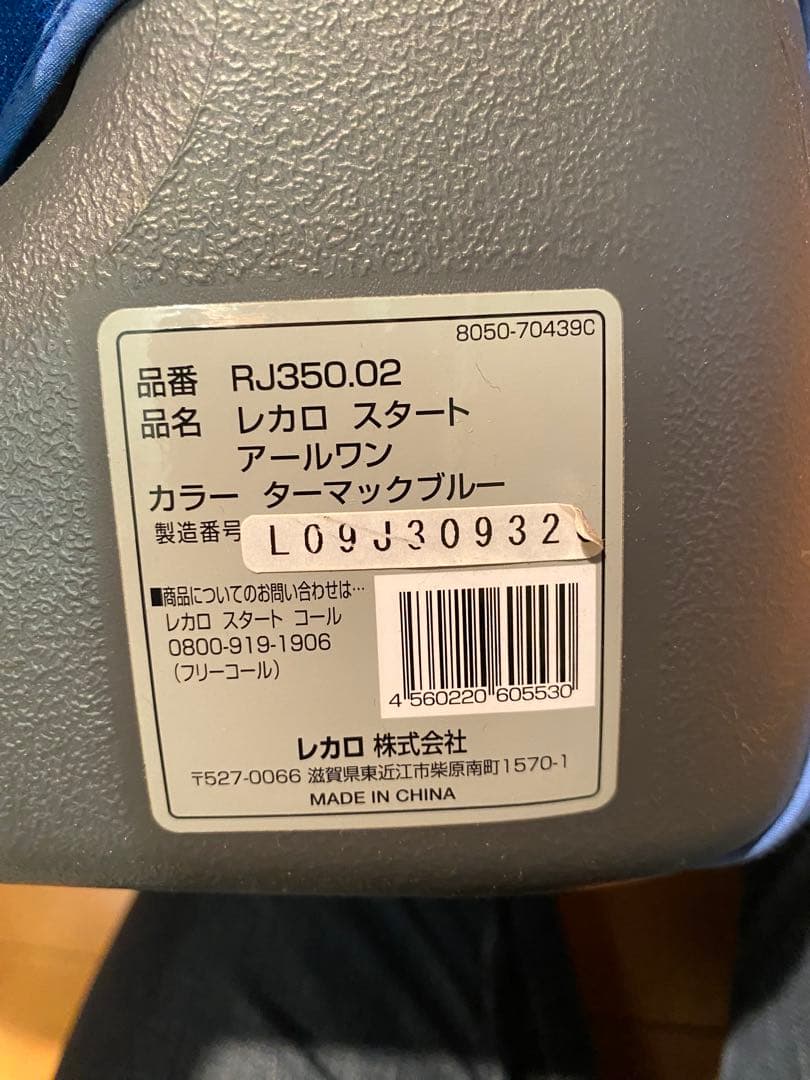 8050-70439C
品番 RJ350.02
品名 レカロ スタート
アールワン
カラー ターマックブルー
製造番号 L09J30932
■商品についてのお問い合わせは…
レカロ スタート コール
0800-919-1906
(フリーコール)
4 560220 605530
レカロ 株式会社
〒527-0066 滋賀県東近江市柴原南町1570-1
MADE IN CHINA